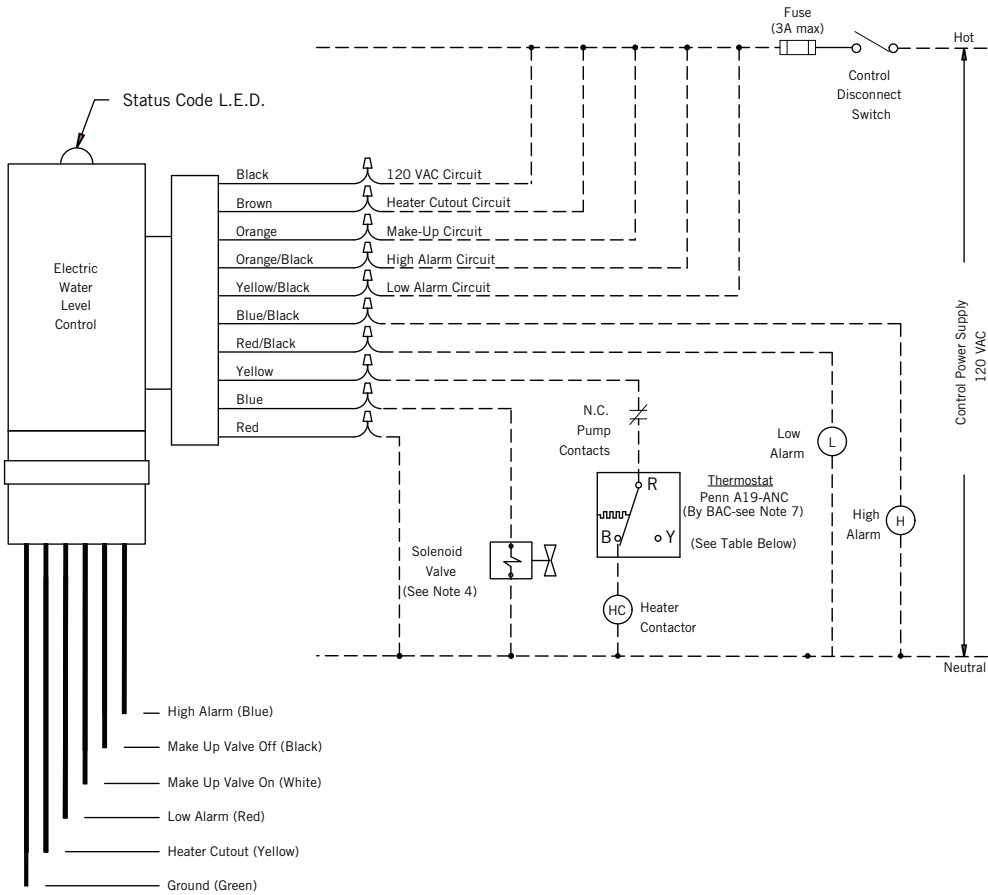 Fuse
(3A max)
Hot
Control
Disconnect
Switch
Status Code L.E.D.
Black
120 VAC Circuit
Brown
Heater Cutout Circuit
Orange
Make-Up Circuit
Orange/Black
High Alarm Circuit
Yellow/Black
Low Alarm Circuit
Blue/Black
Red/Black
Yellow
Blue
Red
Electric
Water
Level
Control
Control Power Supply
120 VAC
N.C.
Pump
Contacts
Low
Alarm
L
R
B
Y
Thermostat
Penn A19-ANC
(By BAC-see Note 7)
(See Table Below)
High
Alarm
H
Solenoid
Valve
(See Note 4)
HC
Heater
Contactor
Neutral
High Alarm (Blue)
Make Up Valve Off (Black)
Make Up Valve On (White)
Low Alarm (Red)
Heater Cutout (Yellow)
Ground (Green)